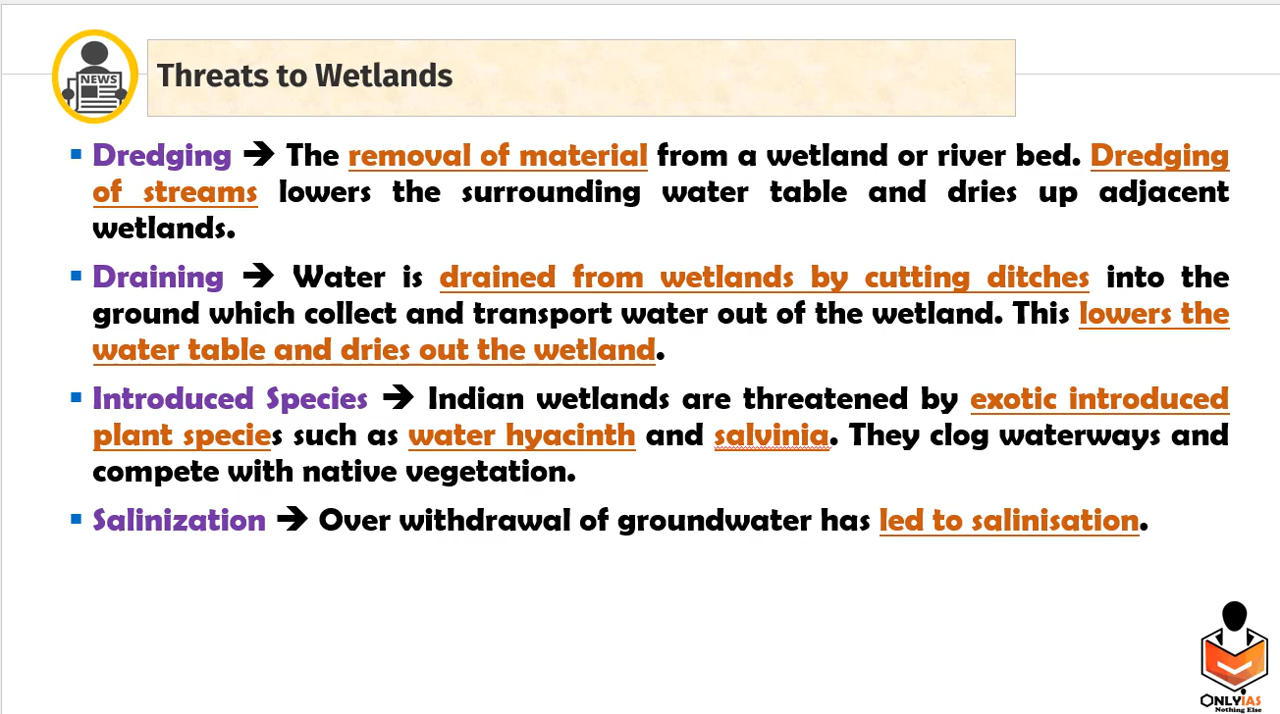 NEWS
Threats to Wetlands
▪ Dredging ➔ The removal of material from a wetland or river bed. Dredging
of streams lowers the surrounding water table and dries up adjacent
wetlands.
▪ Draining ➔ Water is drained from wetlands by cutting ditches into the
ground which collect and transport water out of the wetland. This lowers the
water table and dries out the wetland.
▪ Introduced Species ➔ Indian wetlands are threatened by exotic introduced
plant species such as water hyacinth and salvinia. They clog waterways and
compete with native vegetation.
▪ Salinization ➔ Over withdrawal of groundwater has led to salinisation.
ONLYIAS
Nothing Else